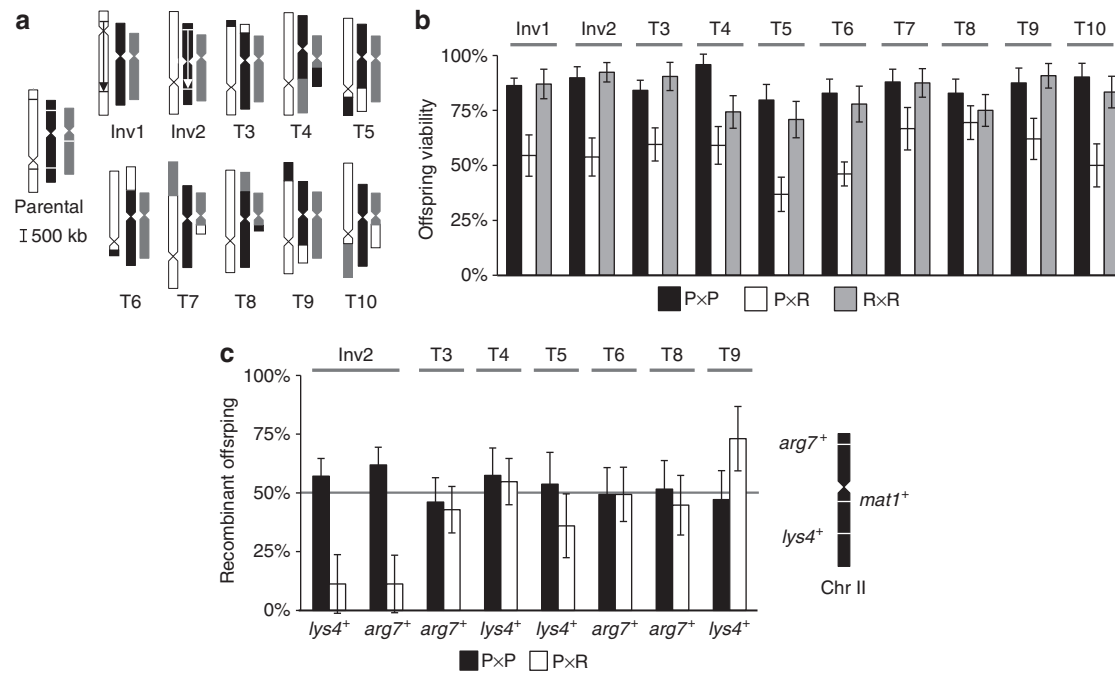 a
Inv1
Inv2
T3
T4
T5
Parental
500 kb
T6
T7
T8
T9
T10
b
Inv1 Inv2 T3 T4 T5 T6 T7 T8 T9 T10
100%
75%
50%
25%
0%
Offspring viability
P×P P×R R×R
c
Inv2 T3 T4 T5 T6 T8 T9
100%
75%
50%
25%
0%
Recombinant offsrping
lys4+ arg7+ arg7+ lys4+ lys4+ arg7+ arg7+ lys4+
P×P P×R
arg7+
mat1+
lys4+
Chr II